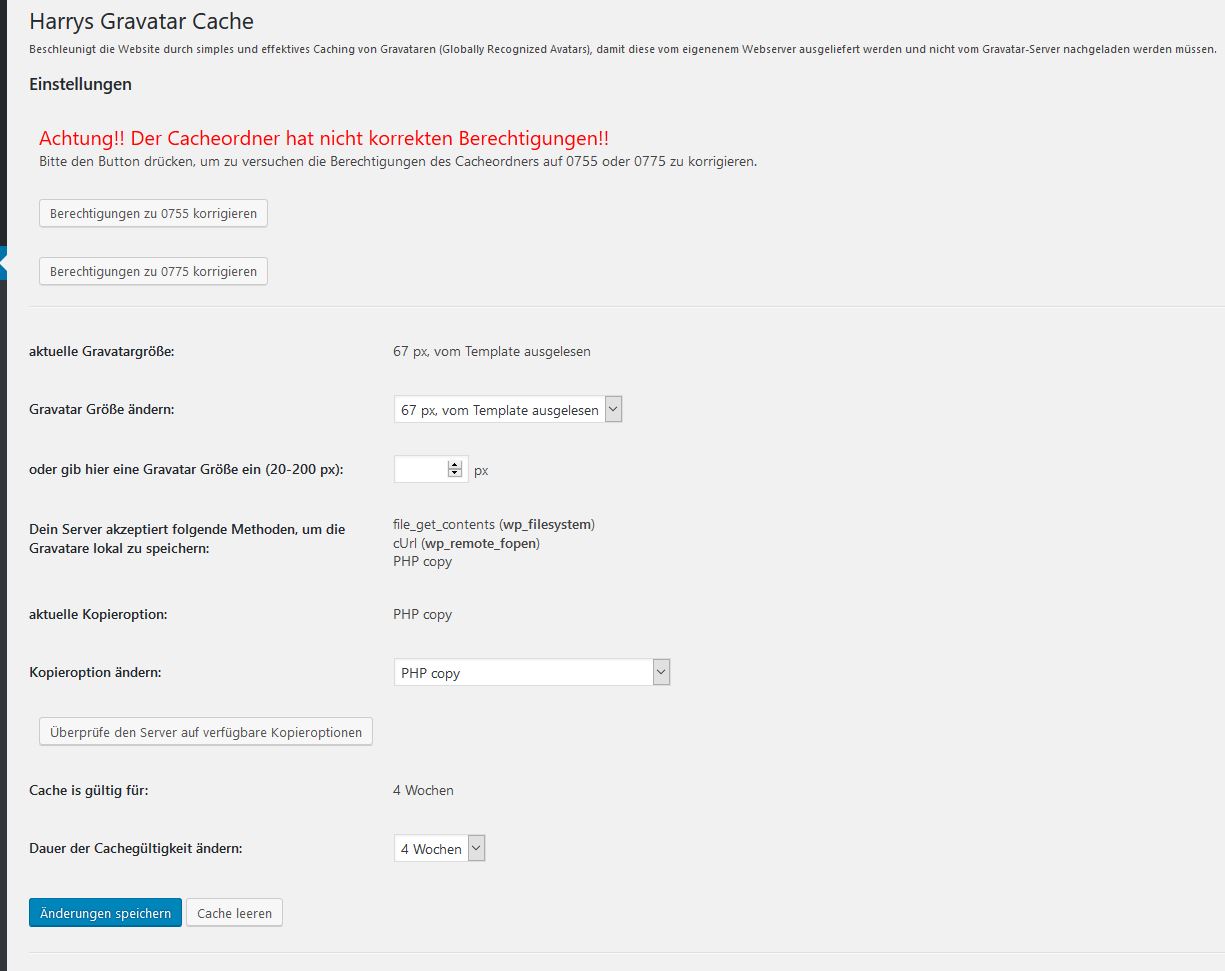 Harrys Gravatar Cache
Beschleunigt die Website durch simples und effektives Caching von Gravataren (Globally Recognized Avatars), damit diese vom eigenenem Webserver ausgeliefert werden und nicht vom Gravatar-Server nachgeladen werden müssen.
Einstellungen
Achtung!! Der Cacheordner hat nicht korrekten Berechtigungen!!
Bitte den Button drücken, um zu versuchen die Berechtigungen des Cacheordners auf 0755 oder 0775 zu korrigieren.
Berechtigungen zu 0755 korrigieren
Berechtigungen zu 0775 korrigieren
aktuelle Gravatargröße: 67 px, vom Template ausgelesen
Gravatar Größe ändern: 67 px, vom Template ausgelesen
oder gib hier eine Gravatar Größe ein (20-200 px): px
Dein Server akzeptiert folgende Methoden, um die
Gravatare lokal zu speichern:
file_get_contents (wp_filesystem)
cUrl (wp_remote_fopen)
PHP copy
aktuelle Kopieroption: PHP copy
Kopieroption ändern: PHP copy
Überprüfe den Server auf verfügbare Kopieroptionen
Cache is gültig für: 4 Wochen
Dauer der Cachegültigkeit ändern: 4 Wochen
Änderungen speichern Cache leeren